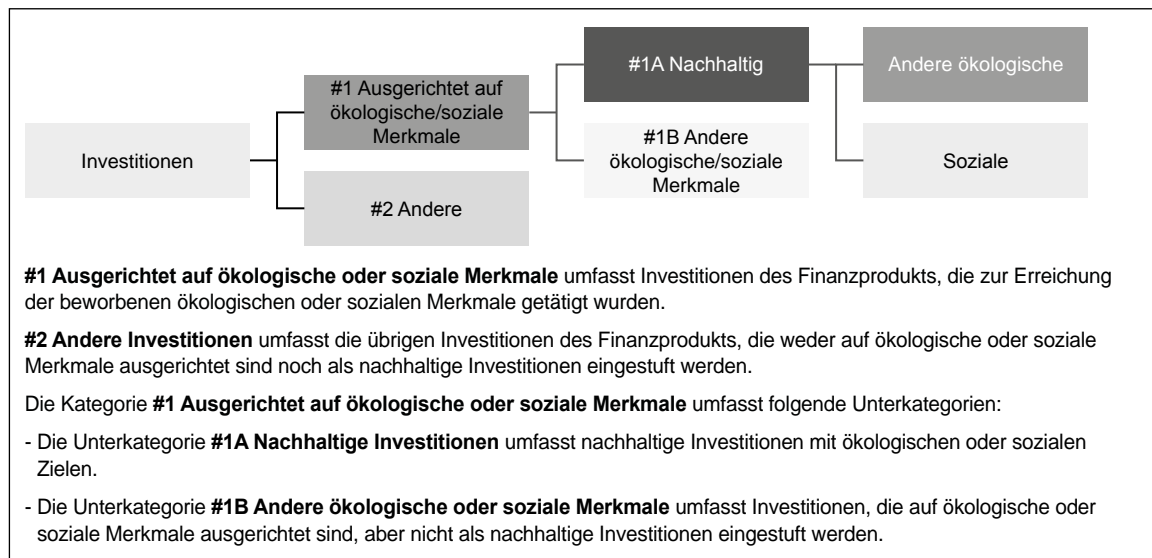 Investitionen
#1 Ausgerichtet auf
ökologische/soziale
Merkmale
#2 Andere
#1A Nachhaltig
#1B Andere
ökologische/soziale
Merkmale
Andere ökologische
Soziale
#1 Ausgerichtet auf ökologische oder soziale Merkmale umfasst Investitionen des Finanzprodukts, die zur Erreichung
der beworbenen ökologischen oder sozialen Merkmale getätigt wurden.
#2 Andere Investitionen umfasst die übrigen Investitionen des Finanzprodukts, die weder auf ökologische oder soziale
Merkmale ausgerichtet sind noch als nachhaltige Investitionen eingestuft werden.
Die Kategorie #1 Ausgerichtet auf ökologische oder soziale Merkmale umfasst folgende Unterkategorien:
- Die Unterkategorie #1A Nachhaltige Investitionen umfasst nachhaltige Investitionen mit ökologischen oder sozialen
Zielen.
- Die Unterkategorie #1B Andere ökologische oder soziale Merkmale umfasst Investitionen, die auf ökologische oder
soziale Merkmale ausgerichtet sind, aber nicht als nachhaltige Investitionen eingestuft werden.